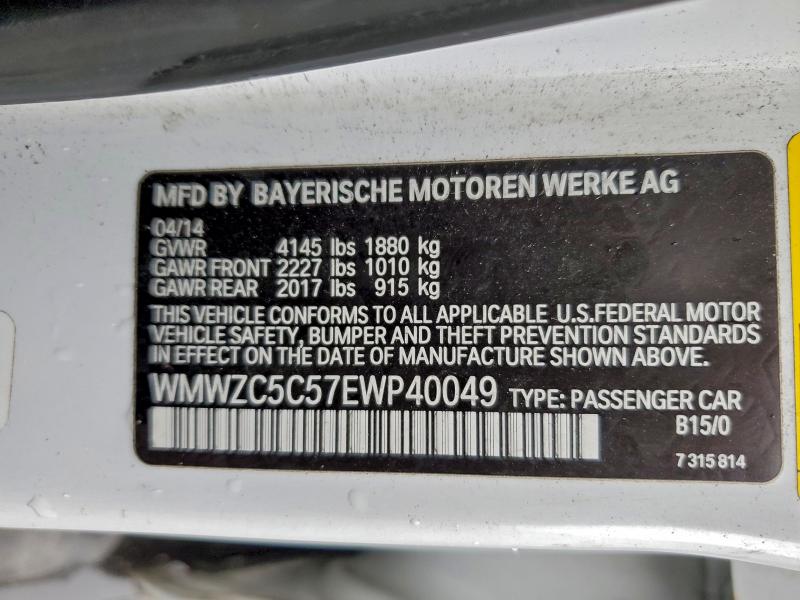 MFD BY BAYERISCHE MOTOREN WERKE AG
04/14
GVWR 4145 lbs 1880 kg
GAWR FRONT 2227 lbs 1010 kg
GAWR REAR 2017 lbs 915 kg
THIS VEHICLE CONFORMS TO ALL APPLICABLE U.S.FEDERAL MOTOR
VEHICLE SAFETY, BUMPER AND THEFT PREVENTION STANDARDS
IN EFFECT ON THE DATE OF MANUFACTURE SHOWN ABOVE.
WMWZC5C57EWP40049 TYPE: PASSENGER CAR
B15/0
7 315 814